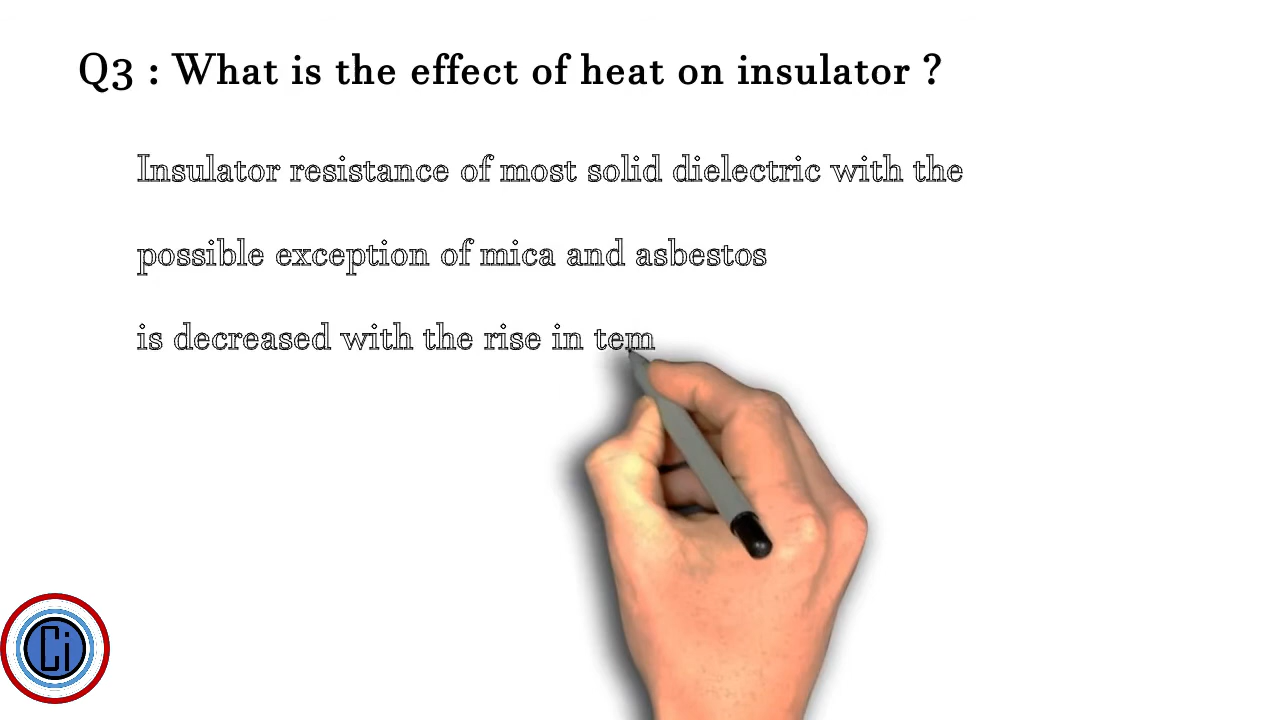 Q3 : What is the effect of heat on insulator ?
Insulator resistance of most solid dielectric with the
possible exception of mica and asbestos
is decreased with the rise in tem
Ci